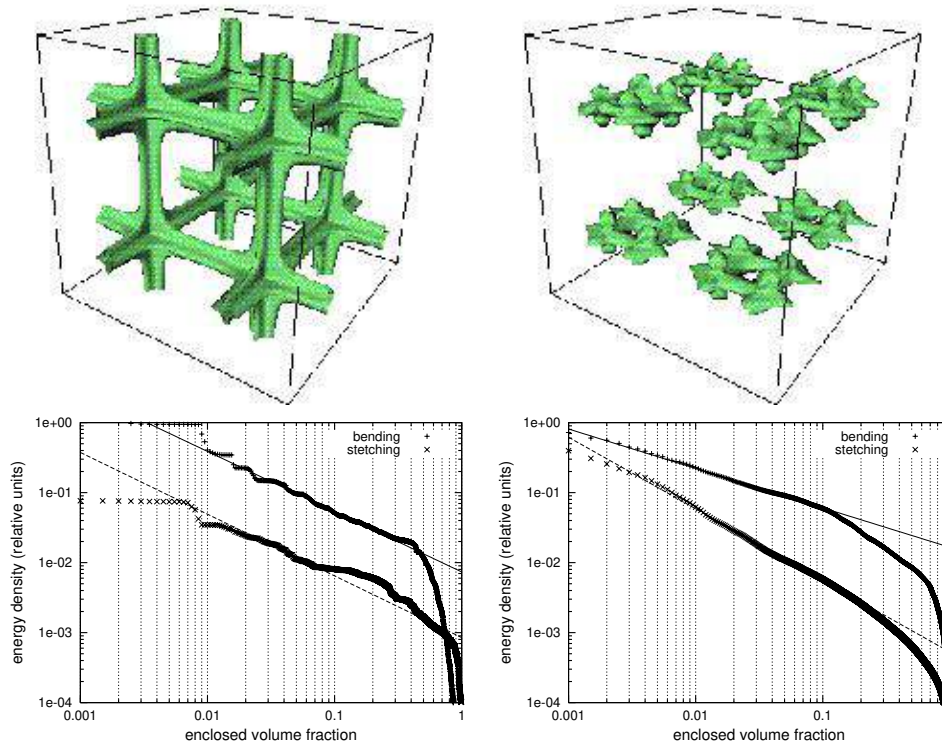 1e+00
1e-01
1e-02
1e-03
1e-04
energy density (relative units)
bending
stetching
0.001
0.01
0.1
1
enclosed volume fraction
1e+00
1e-01
1e-02
1e-03
1e-04
energy density (relative units)
bending
stetching
0.001
0.01
0.1
enclosed volume fraction